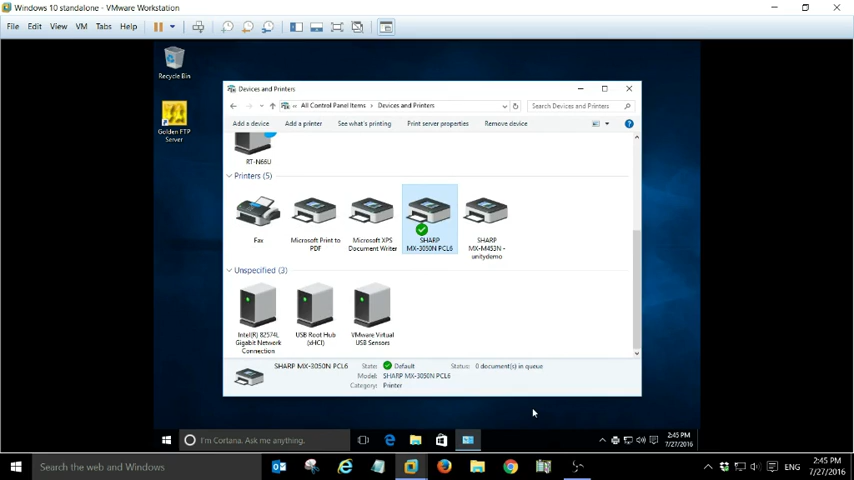 Windows 10 standalone - VMware Workstation
File Edit View VM Tabs Help
Recycle Bin
Golden FTP
Server
Devices and Printers
« All Control Panel Items › Devices and Printers
Search Devices and Printers
Add a device Add a printer See what's printing Print server properties Remove device
RT-N66U
Printers (5)
Fax
Microsoft Print to
PDF
Microsoft XPS
Document Writer
SHARP
MX-3050N PCL6
SHARP
MX-M453N -
unitydemo
Unspecified (3)
Intel(R) 82574L
Gigabit Network
Connection
USB Root Hub
(xHCI)
VMware Virtual
USB Sensors
SHARP MX-3050N PCL6 State: Default Status: 0 document(s) in queue
Model: SHARP MX-3050N PCL6
Category: Printer
I'm Cortana. Ask me anything.
2:45 PM
7/27/2016
Search the web and Windows
ENG
2:45 PM
7/27/2016